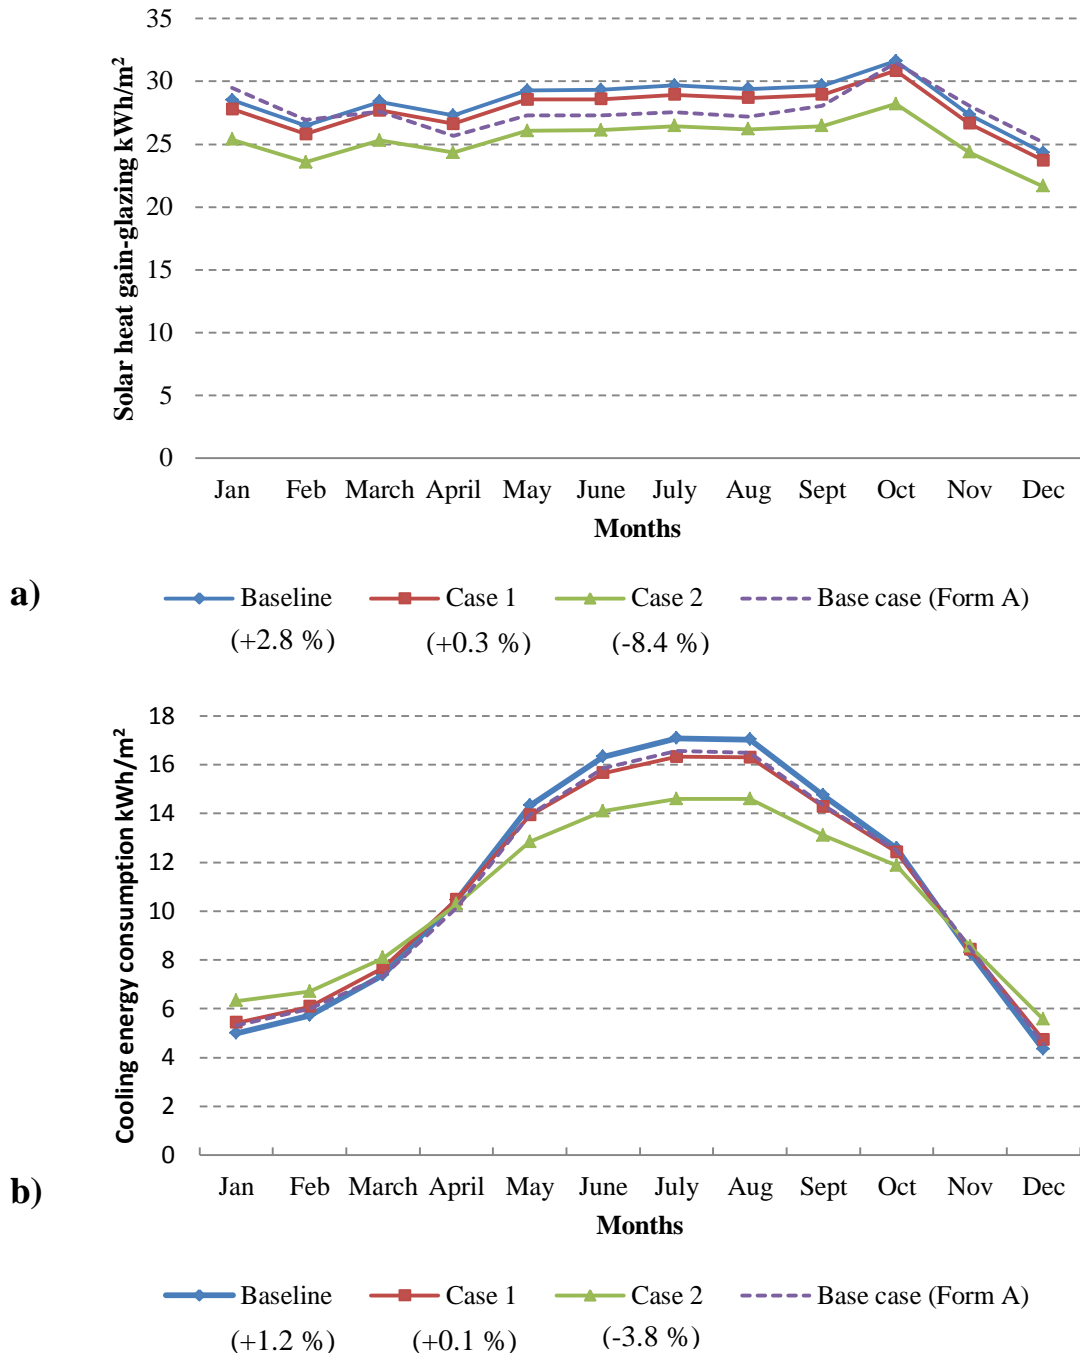 Solar heat gain-glazing kWh/m²
35
30
25
20
15
10
5
0
Jan Feb March April May June July Aug Sept Oct Nov Dec
Months
a)
Baseline Case 1 Case 2 Base case (Form A)
(+2.8 %) (+0.3 %) (-8.4 %)
Cooling energy consumption kWh/m²
18
16
14
12
10
8
6
4
2
0
Jan Feb March April May June July Aug Sept Oct Nov Dec
b)
Months
Baseline Case 1 Case 2 Base case (Form A)
(+1.2 %) (+0.1 %) (-3.8 %)